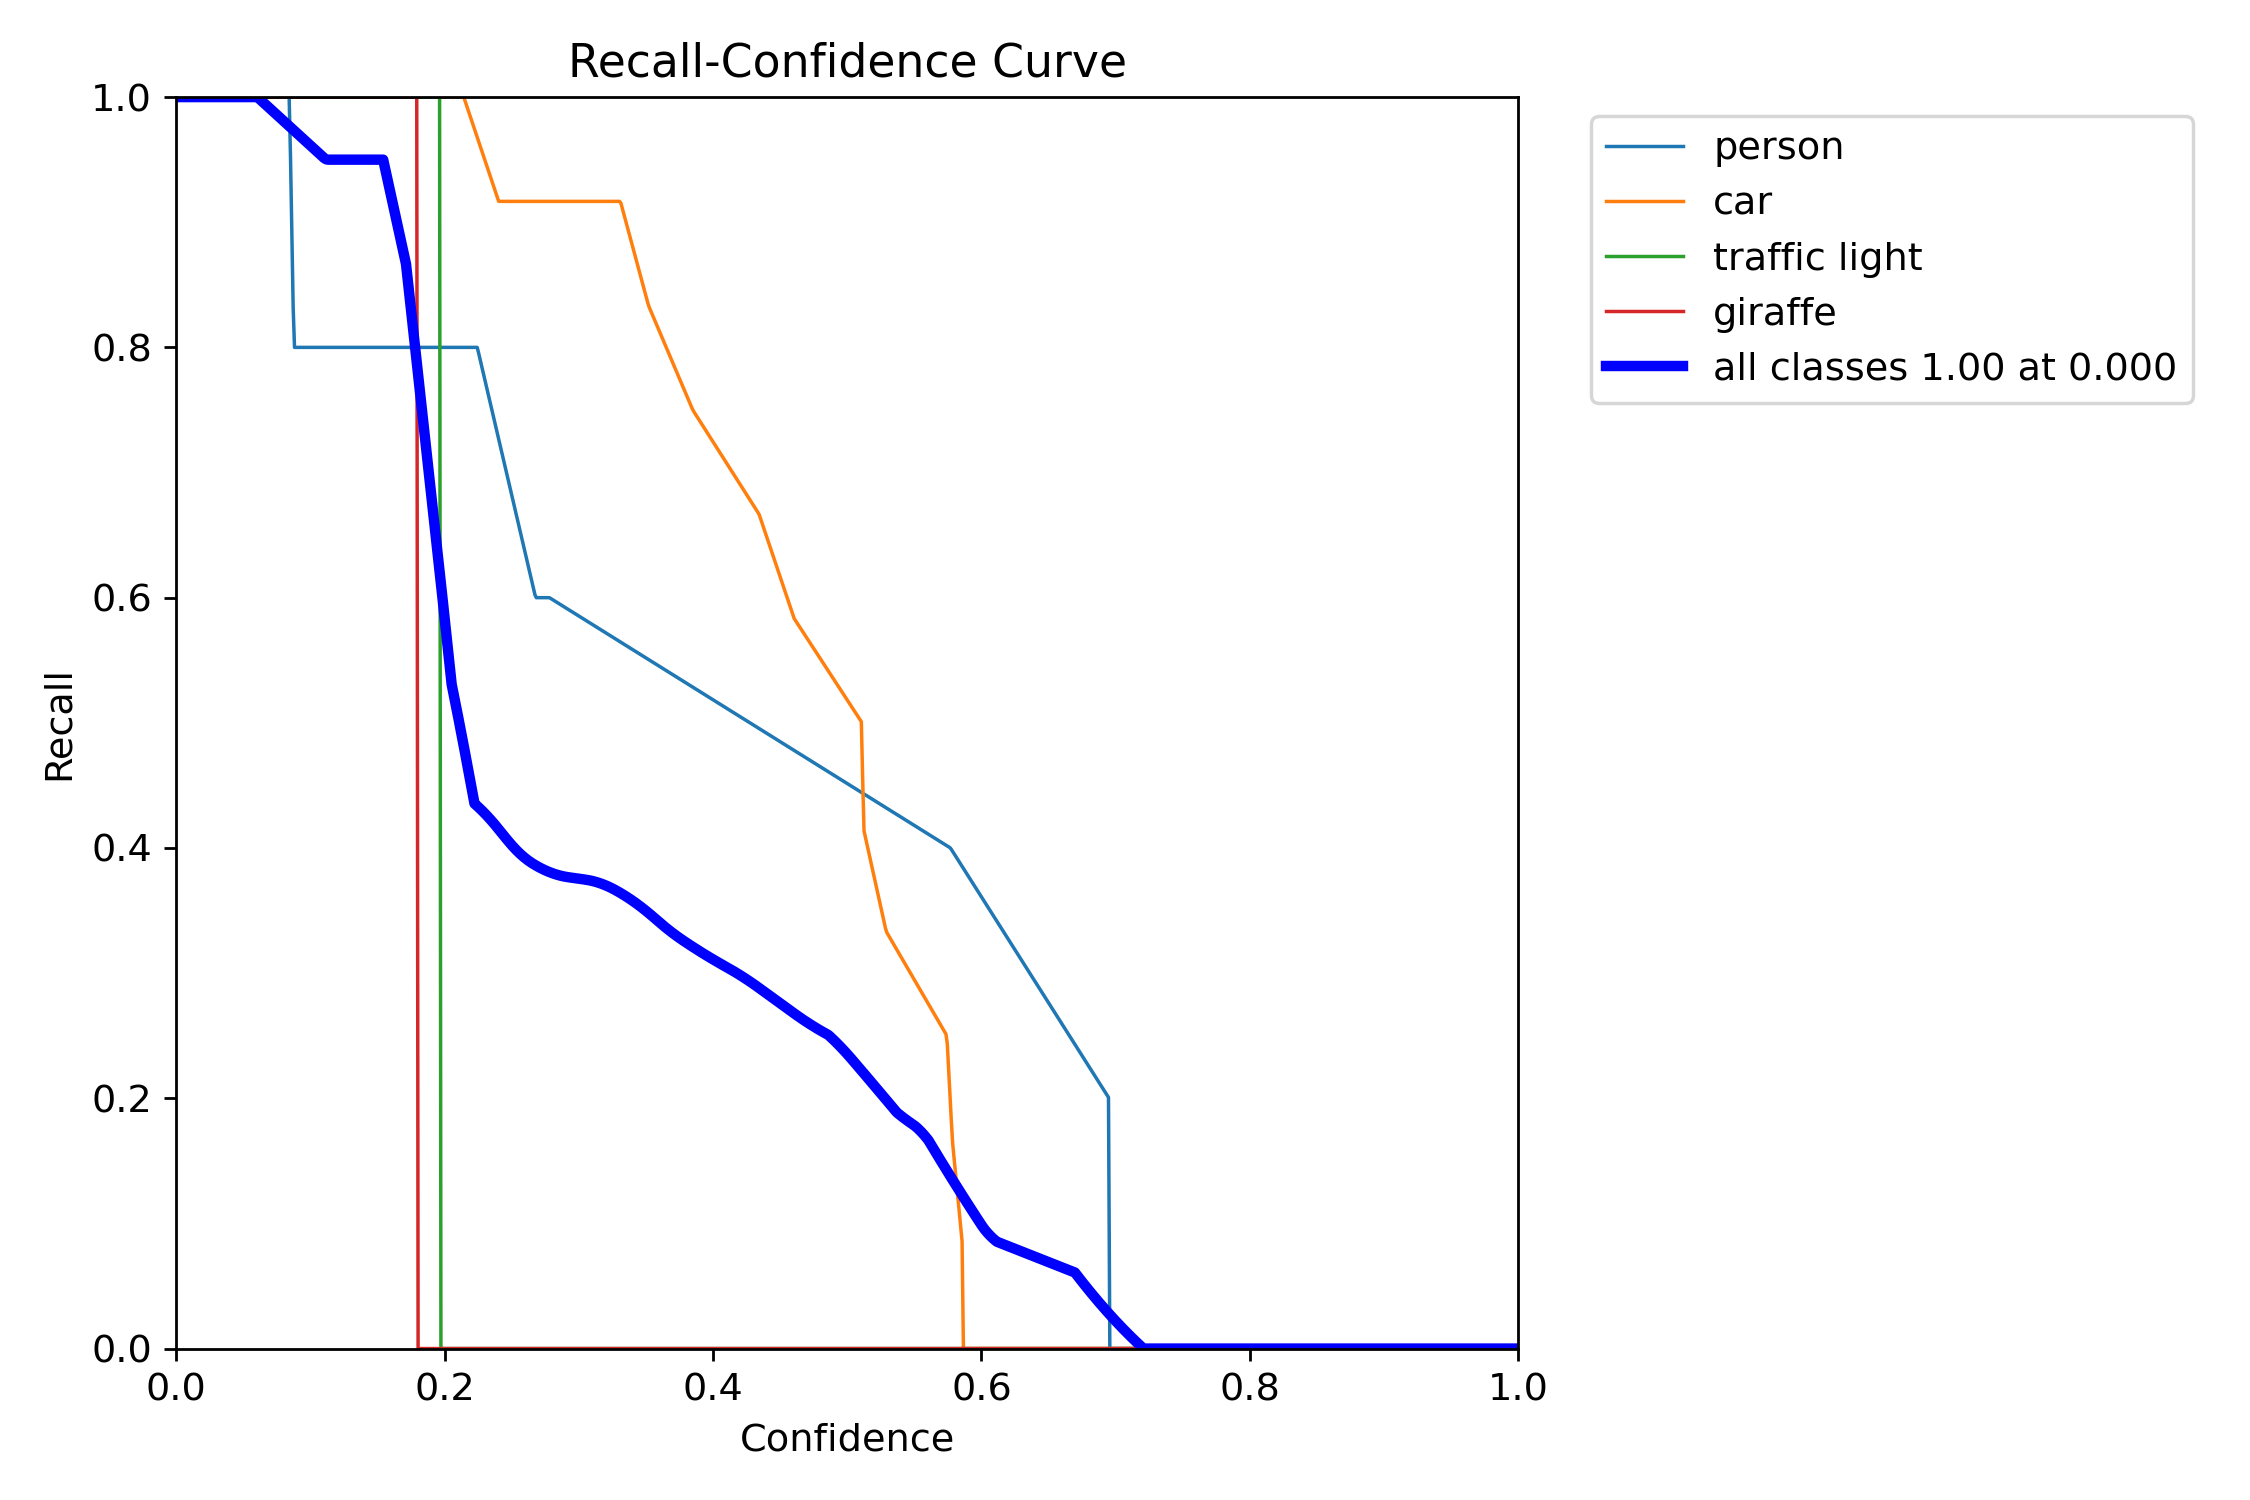 Recall-Confidence Curve
1.0
0.8
0.6
0.4
0.2
0.0
Recall
0.0 0.2 0.4 0.6 0.8 1.0
Confidence
person
car
traffic light
giraffe
all classes 1.00 at 0.000